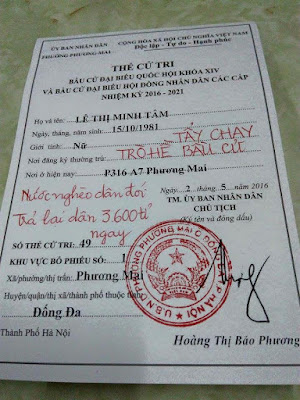 ỦY BAN NHÂN DÂN CỘNG HÒA XÃ HỘI CHỦ NGHĨA VIỆT NAM
PHƯỜNG PHƯƠNG MAI Độc lập - Tự do - Hạnh phúc
THẺ CỬ TRI
BẦU CỬ ĐẠI BIỂU QUỐC HỘI KHÓA XIV
VÀ BẦU CỬ ĐẠI BIỂU HỘI ĐỒNG NHÂN DÂN CÁC CẤP
NHIỆM KỲ 2016 - 2021
Họ và tên: LÊ THỊ MINH TÂM
Ngày, tháng, năm sinh: 15/10/1981
Giới tính: Nữ TẨY CHAY
Nơi đăng ký thường trú: TRÒ HỀ BẦU CỬ
Nơi ở hiện nay: P316 A7 Phương Mai
Nước nghèo dân đói Ngày 2 tháng 5 năm 2016
Trả lại dân 3.600 tỉ TM. ỦY BAN NHÂN DÂN
ngay CHỦ TỊCH
(Ký tên và đóng dấu)
SỐ THẺ CỬ TRI: 49
KHU VỰC BỎ PHIẾU SỐ: 1
Xã/phường/thị trấn: Phương Mai
Huyện/quận/thị xã/thành phố thuộc tỉnh:
Đống Đa
Thành phố Hà Nội
Hoàng Thị Bảo Phương